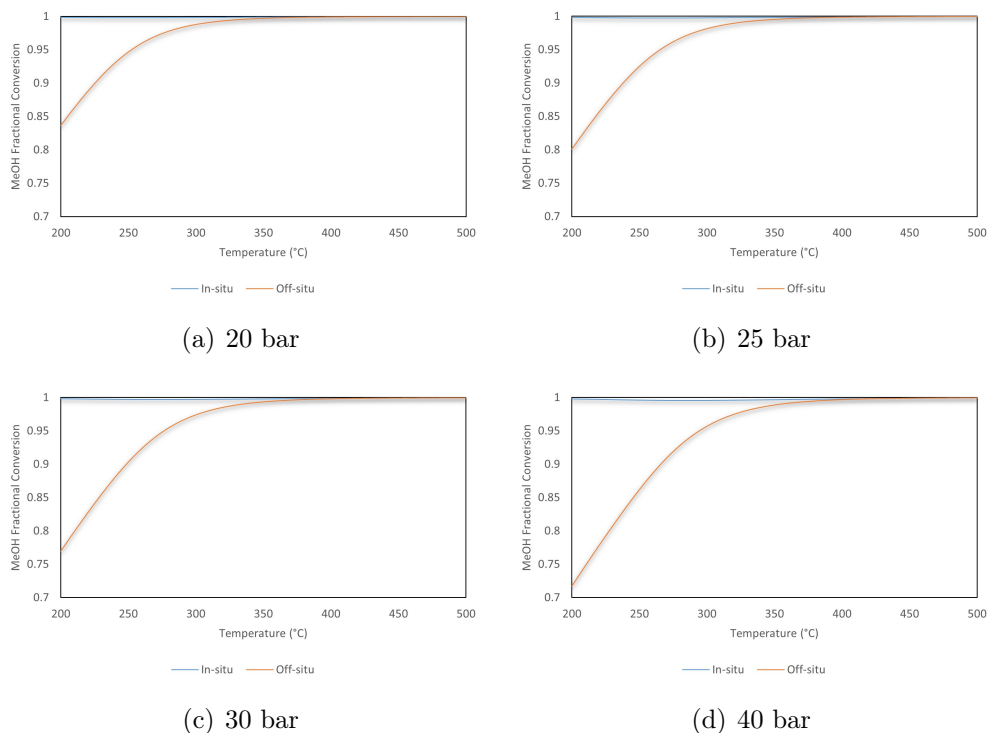 MeOH Fractional Conversion
1
0.95
0.9
0.85
0.8
0.75
0.7
200 250 300 350 400 450 500
Temperature (°C)
In-situ Off-situ
(a) 20 bar
MeOH Fractional Conversion
1
0.95
0.9
0.85
0.8
0.75
0.7
200 250 300 350 400 450 500
Temperature (°C)
In-situ Off-situ
(b) 25 bar
MeOH Fractional Conversion
1
0.95
0.9
0.85
0.8
0.75
0.7
200 250 300 350 400 450 500
Temperature (°C)
In-situ Off-situ
(c) 30 bar
MeOH Fractional Conversion
1
0.95
0.9
0.85
0.8
0.75
0.7
200 250 300 350 400 450 500
Temperature (°C)
In-situ Off-situ
(d) 40 bar